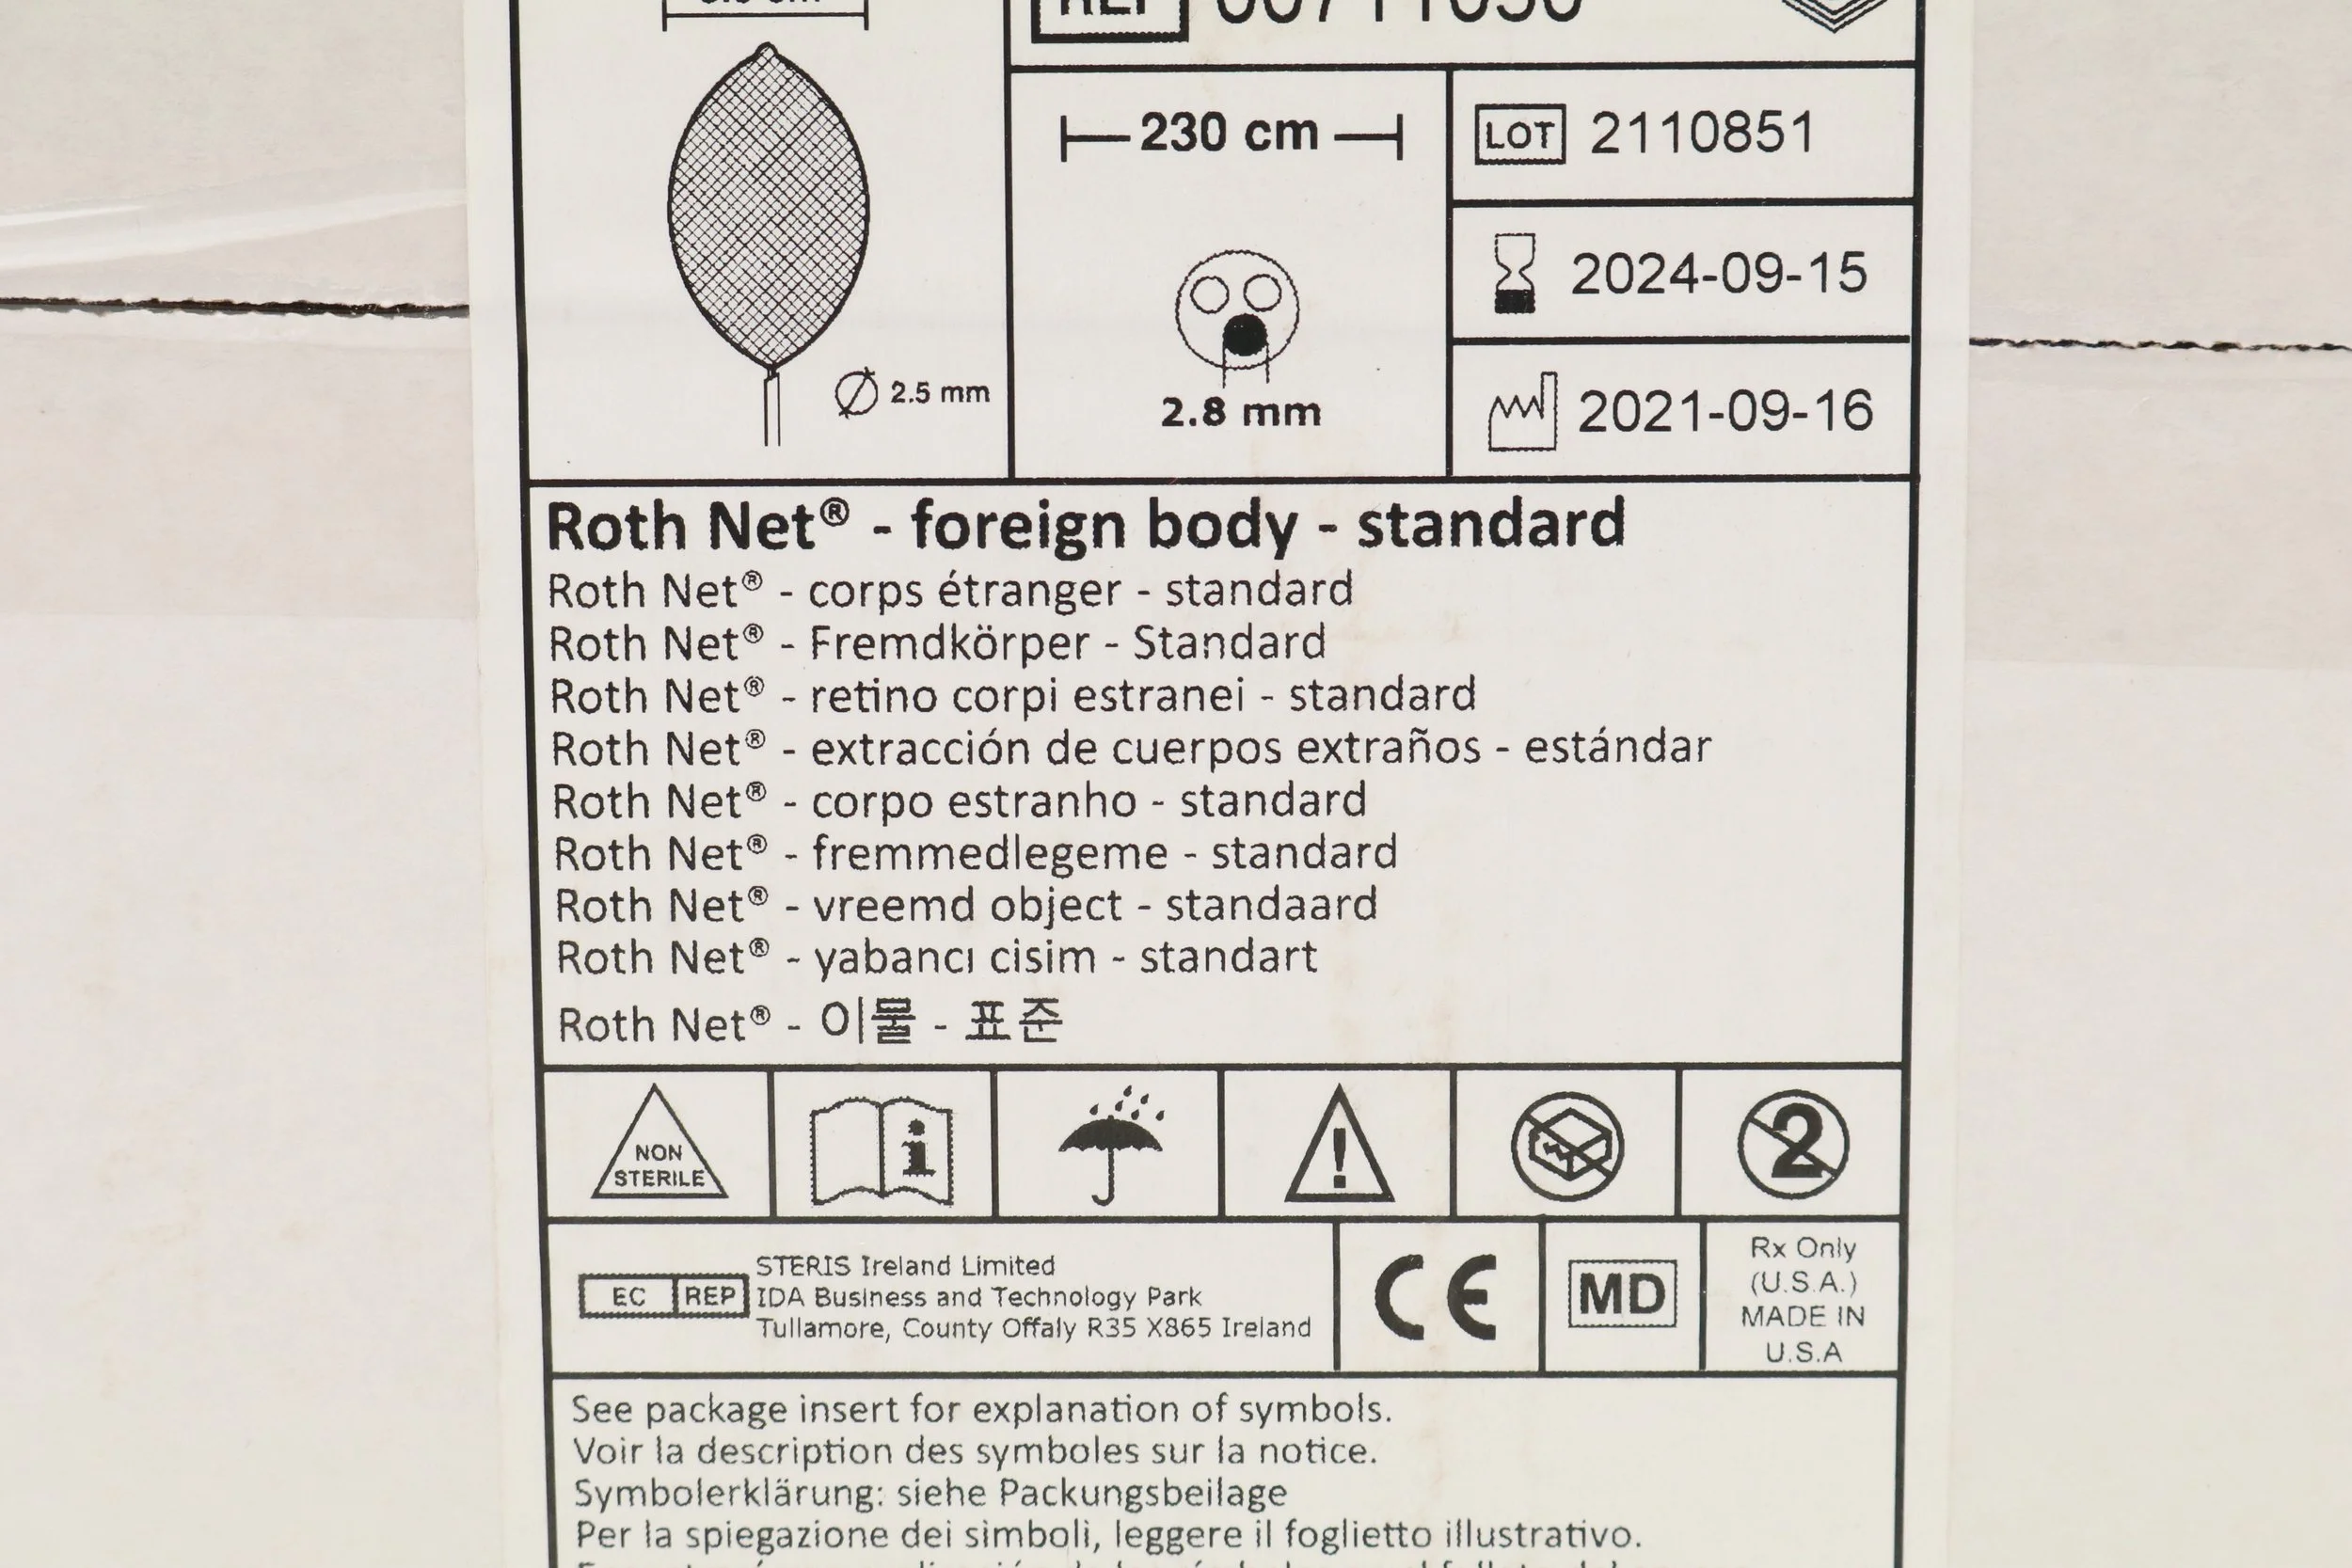 REF
230 cm
LOT 2110851
2024-09-15
2021-09-16
2.5 mm
2.8 mm
Roth Net® - foreign body - standard
Roth Net® - corps étranger - standard
Roth Net® - Fremdkörper - Standard
Roth Net® - retino corpi estranei - standard
Roth Net® - extracción de cuerpos extraños - estándar
Roth Net® - corpo estranho - standard
Roth Net® - fremmedlegeme - standard
Roth Net® - vreemd object - standaard
Roth Net® - yabancı cisim - standart
Roth Net® - 이물 - 표준
NON
STERILE
i
!
2
EC REP
STERIS Ireland Limited
IDA Business and Technology Park
Tullamore, County Offaly R35 X865 Ireland
CE
MD
Rx Only
(U.S.A.)
MADE IN
U.S.A
See package insert for explanation of symbols.
Voir la description des symboles sur la notice.
Symbolerklärung: siehe Packungsbeilage
Per la spiegazione dei simboli, leggere il foglietto illustrativo.